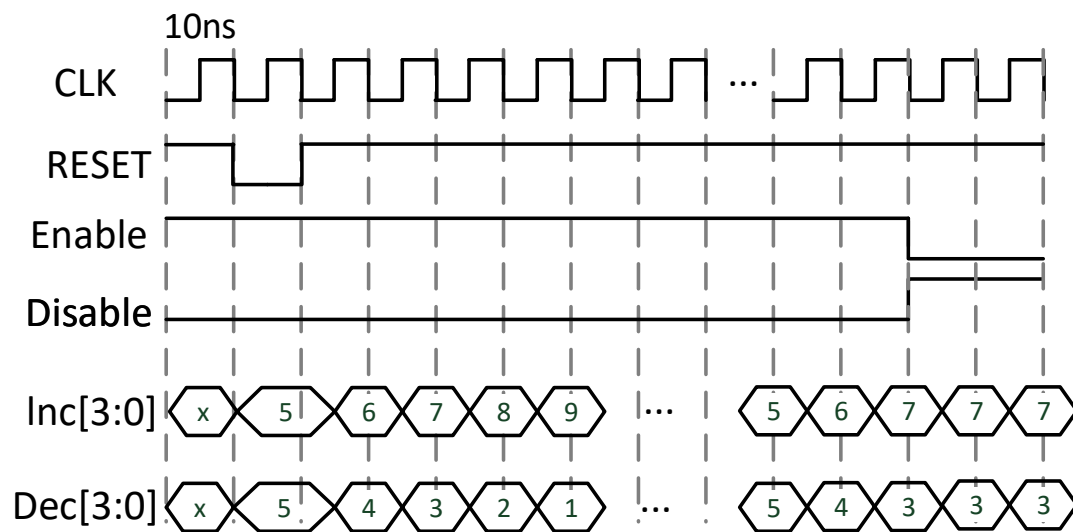 10ns
CLK ...
RESET
Enable
Disable
Inc[3:0] x 5 6 7 8 9 ... 5 6 7 7 7
Dec[3:0] x 5 4 3 2 1 ... 5 4 3 3 3